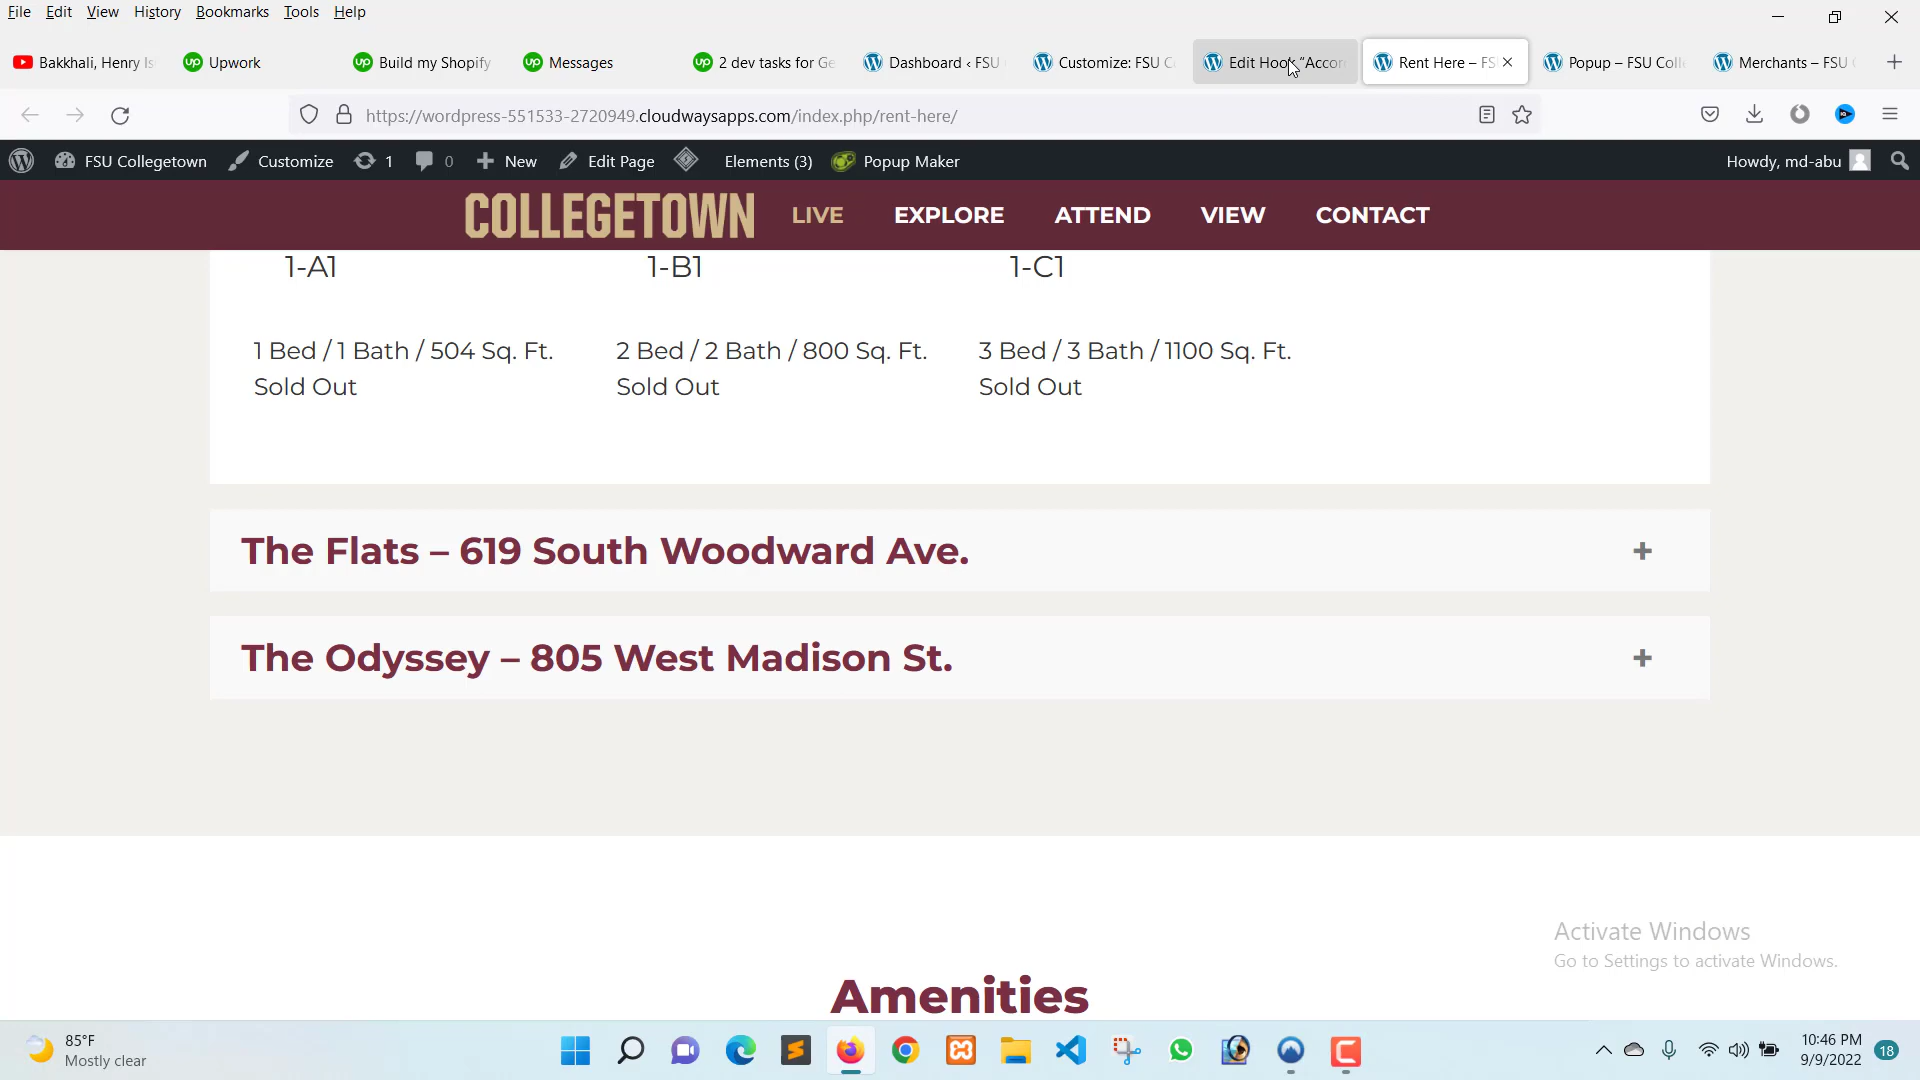 File Edit View History Bookmarks Tools Help
Bakkhali, Henry Is
Upwork
Build my Shopify
Messages
2 dev tasks for Ge
Dashboard ‹ FSU
Customize: FSU C
Edit Hook "Accor
Rent Here – FS
Popup – FSU Coll
Merchants – FSU
https://wordpress-551533-2720949.cloudwaysapps.com/index.php/rent-here/
FSU Collegetown Customize 1 0 New Edit Page Elements (3) Popup Maker Howdy, md-abu
COLLEGETOWN LIVE EXPLORE ATTEND VIEW CONTACT
1-A1 1-B1 1-C1
1 Bed / 1 Bath / 504 Sq. Ft. 2 Bed / 2 Bath / 800 Sq. Ft. 3 Bed / 3 Bath / 1100 Sq. Ft.
Sold Out Sold Out Sold Out
The Flats – 619 South Woodward Ave. +
The Odyssey – 805 West Madison St. +
Activate Windows
Go to Settings to activate Windows.
Amenities
85°F
Mostly clear
10:46 PM
9/9/2022
18